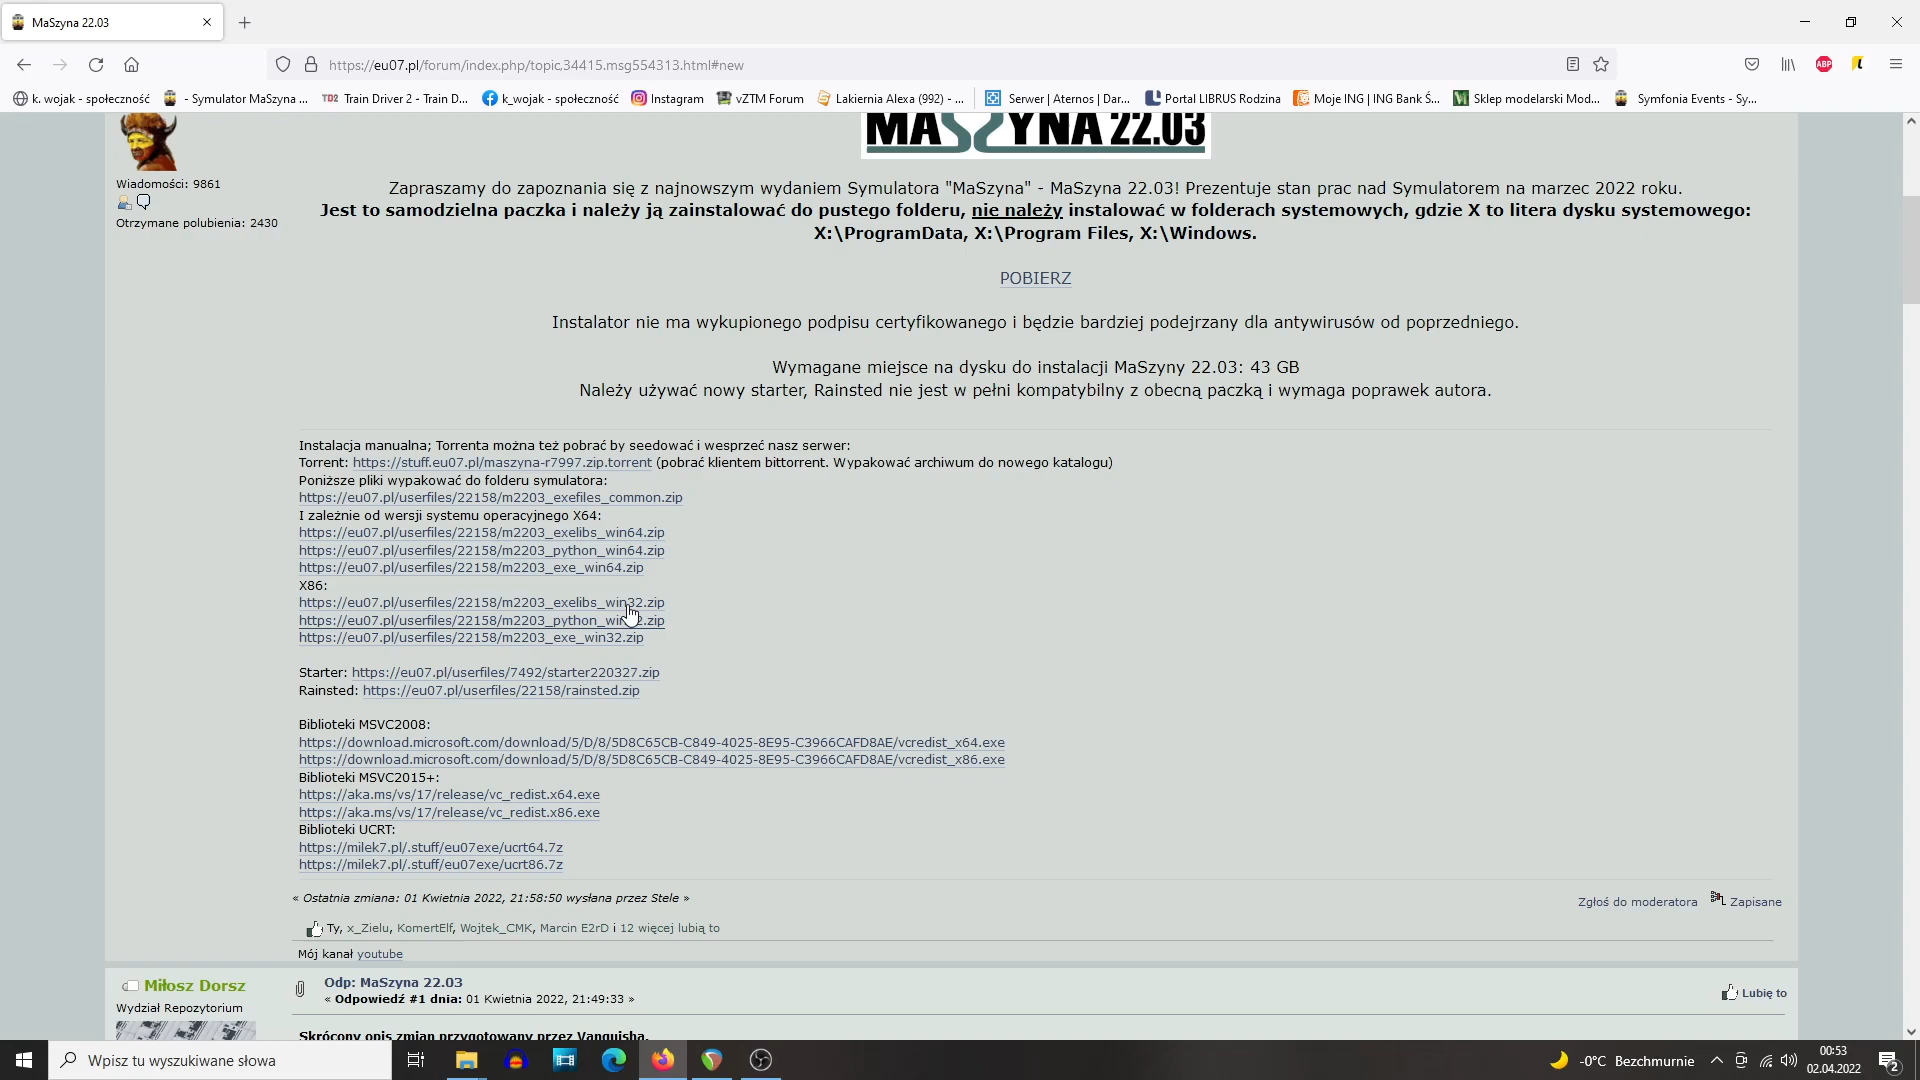 MaSzyna 22.03
https://eu07.pl/forum/index.php/topic,34415.msg554313.html#new
ABP
k. wojak - społeczność
- Symulator MaSzyna ...
TD2 Train Driver 2 - Train D...
k_wojak - społeczność
Instagram
vZTM Forum
Lakiernia Alexa (992) - ...
Serwer | Aternos | Dar...
Portal LIBRUS Rodzina
Moje ING | ING Bank Ś...
Sklep modelarski Mod...
Symfonia Events - Sy...
MASZYNA 22.03
Wiadomości: 9861
Otrzymane polubienia: 2430
Zapraszamy do zapoznania się z najnowszym wydaniem Symulatora "MaSzyna" - MaSzyna 22.03! Prezentuje stan prac nad Symulatorem na marzec 2022 roku.
Jest to samodzielna paczka i należy ją zainstalować do pustego folderu, nie należy instalować w folderach systemowych, gdzie X to litera dysku systemowego:
X:\ProgramData, X:\Program Files, X:\Windows.
POBIERZ
Instalator nie ma wykupionego podpisu certyfikowanego i będzie bardziej podejrzany dla antywirusów od poprzedniego.
Wymagane miejsce na dysku do instalacji MaSzyny 22.03: 43 GB
Należy używać nowy starter, Rainsted nie jest w pełni kompatybilny z obecną paczką i wymaga poprawek autora.
Instalacja manualna; Torrenta można też pobrać by seedować i wesprzeć nasz serwer:
Torrent: https://stuff.eu07.pl/maszyna-r7997.zip.torrent (pobrać klientem bittorrent. Wypakować archiwum do nowego katalogu)
Poniższe pliki wypakować do folderu symulatora:
https://eu07.pl/userfiles/22158/m2203_exefiles_common.zip
I zależnie od wersji systemu operacyjnego X64:
https://eu07.pl/userfiles/22158/m2203_exelibs_win64.zip
https://eu07.pl/userfiles/22158/m2203_python_win64.zip
https://eu07.pl/userfiles/22158/m2203_exe_win64.zip
X86:
https://eu07.pl/userfiles/22158/m2203_exelibs_win32.zip
https://eu07.pl/userfiles/22158/m2203_python_win32.zip
https://eu07.pl/userfiles/22158/m2203_exe_win32.zip
Starter: https://eu07.pl/userfiles/7492/starter220327.zip
Rainsted: https://eu07.pl/userfiles/22158/rainsted.zip
Biblioteki MSVC2008:
https://download.microsoft.com/download/5/D/8/5D8C65CB-C849-4025-8E95-C3966CAFD8AE/vcredist_x64.exe
https://download.microsoft.com/download/5/D/8/5D8C65CB-C849-4025-8E95-C3966CAFD8AE/vcredist_x86.exe
Biblioteki MSVC2015+:
https://aka.ms/vs/17/release/vc_redist.x64.exe
https://aka.ms/vs/17/release/vc_redist.x86.exe
Biblioteki UCRT:
https://milek7.pl/.stuff/eu07exe/ucrt64.7z
https://milek7.pl/.stuff/eu07exe/ucrt86.7z
« Ostatnia zmiana: 01 Kwietnia 2022, 21:58:50 wysłana przez Stele »
Zgłoś do moderatora
Zapisane
Ty, x_Zielu, KomertElf, Wojtek_CMK, Marcin E2rD i 12 więcej lubią to
Mój kanał youtube
Miłosz Dorsz
Wydział Repozytorium
Odp: MaSzyna 22.03
« Odpowiedź #1 dnia: 01 Kwietnia 2022, 21:49:33 »
Lubię to
Skrócony opis zmian przygotowany przez Vanquisha.
Wpisz tu wyszukiwane słowa
-0°C Bezchmurnie
00:53
02.04.2022
2